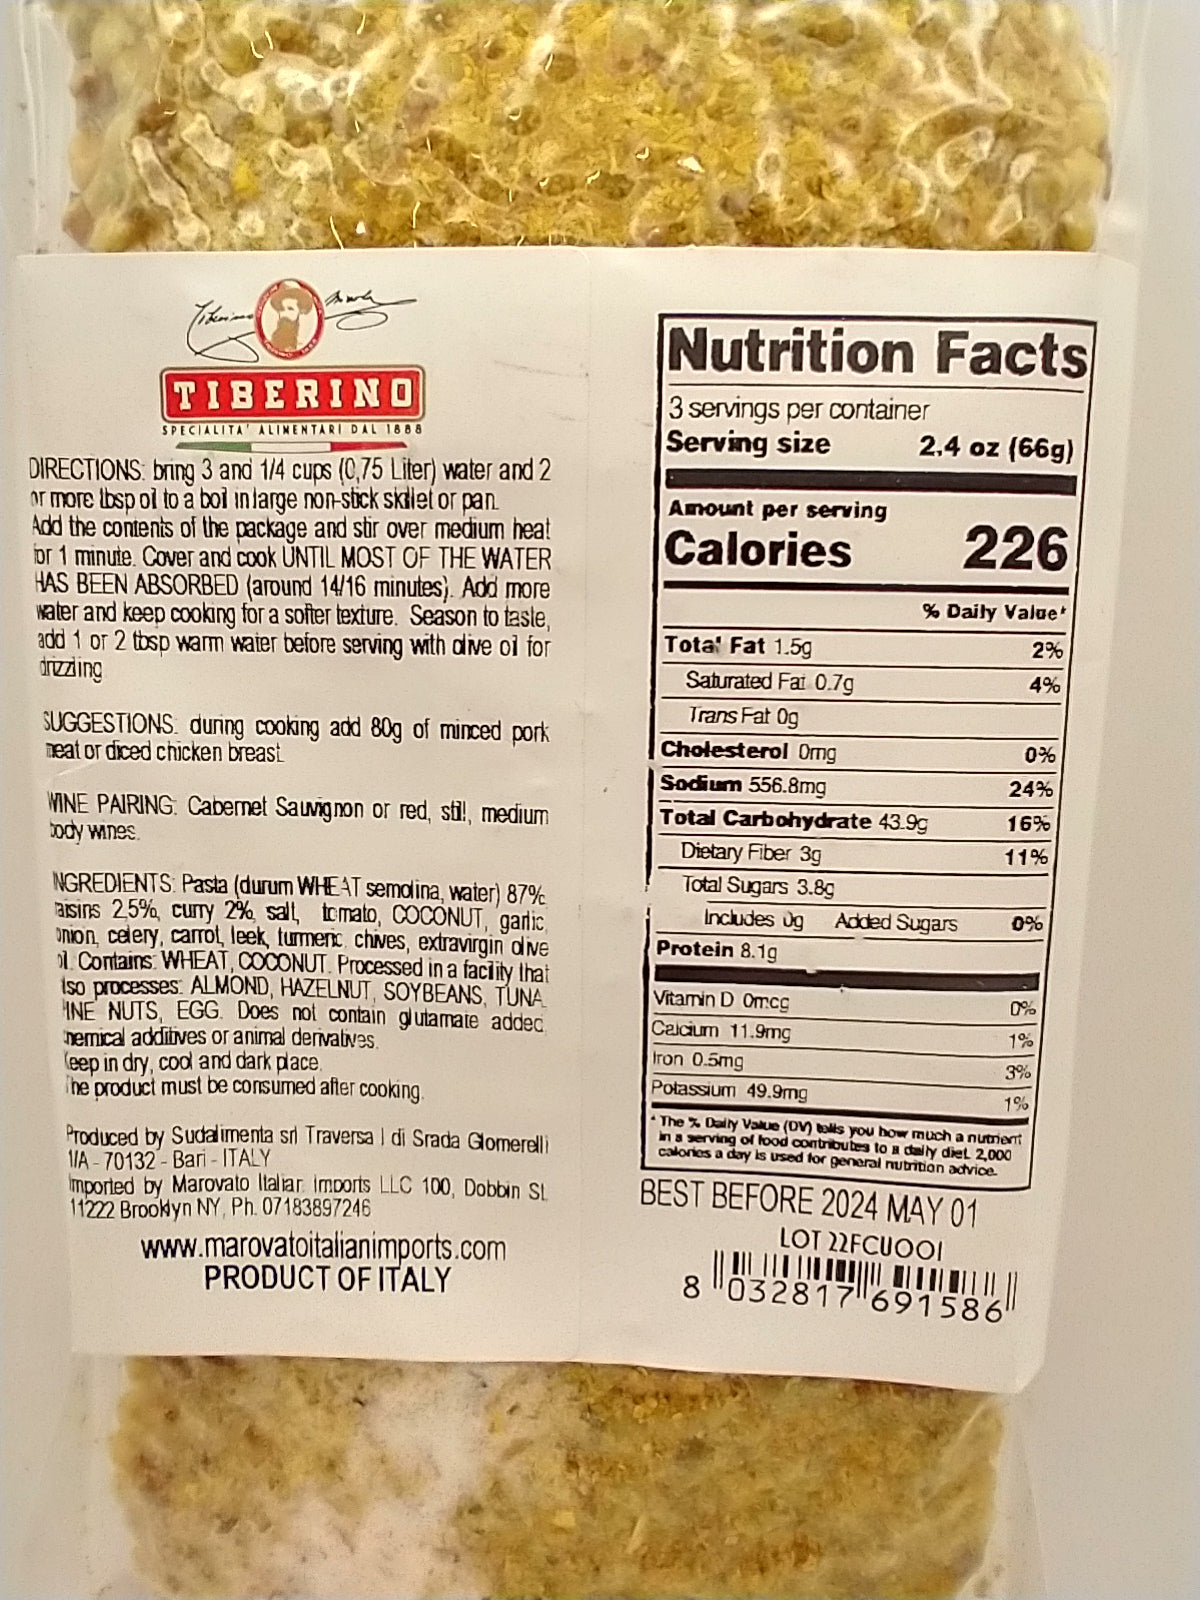 TIBERINO
SPECIALITA' ALIMENTARI DAL 1888
DIRECTIONS: bring 3 and 1/4 cups (0,75 Liter) water and 2
or more tbsp oil to a boil in large non-stick skillet or pan.
Add the contents of the package and stir over medium heat
for 1 minute. Cover and cook UNTIL MOST OF THE WATER
HAS BEEN ABSORBED (around 14/16 minutes). Add more
water and keep cooking for a softer texture. Season to taste,
add 1 or 2 tbsp warm water before serving with olive oil for
drizzling
SUGGESTIONS: during cooking add 80g of minced pork
meat or diced chicken breast
WINE PAIRING: Cabernet Sauvignon or red, still, medium
body wines.
INGREDIENTS: Pasta (durum WHEAT semolina, water) 87%,
raisins 2,5%, curry 2%, salt, tomato, COCONUT, garlic,
onion, celery, carrot, leek, turmeric, chives, extravirgin olive
oil. Contains: WHEAT, COCONUT. Processed in a facility that
also processes: ALMOND, HAZELNUT, SOYBEANS, TUNA,
PINE NUTS, EGG. Does not contain glutamate added,
chemical additives or animal derivatives.
Keep in dry, cool and dark place.
The product must be consumed after cooking.
Produced by Sudalimenta srl Traversa I di Srada Glomerelli
1/A - 70132 - Bari - ITALY
Imported by Marovato Italian imports LLC 100, Dobbin St.
11222 Brooklyn NY, Ph. 07183897246
www.marovatoitalianimports.com
PRODUCT OF ITALY
Nutrition Facts
3 servings per container
Serving size 2.4 oz (66g)
Amount per serving
Calories 226
% Daily Value*
Total Fat 1.5g 2%
Saturated Fat 0.7g 4%
Trans Fat 0g
Cholesterol 0mg 0%
Sodium 556.8mg 24%
Total Carbohydrate 43.9g 16%
Dietary Fiber 3g 11%
Total Sugars 3.8g
Includes 0g Added Sugars 0%
Protein 8.1g
Vitamin D 0mcg 0%
Calcium 11.9mg 1%
Iron 0.5mg 3%
Potassium 49.9mg 1%
* The % Daily Value (DV) tells you how much a nutrient
in a serving of food contributes to a daily diet. 2,000
calories a day is used for general nutrition advice.
BEST BEFORE 2024 MAY 01
LOT 22FCU001
8 032817 691586